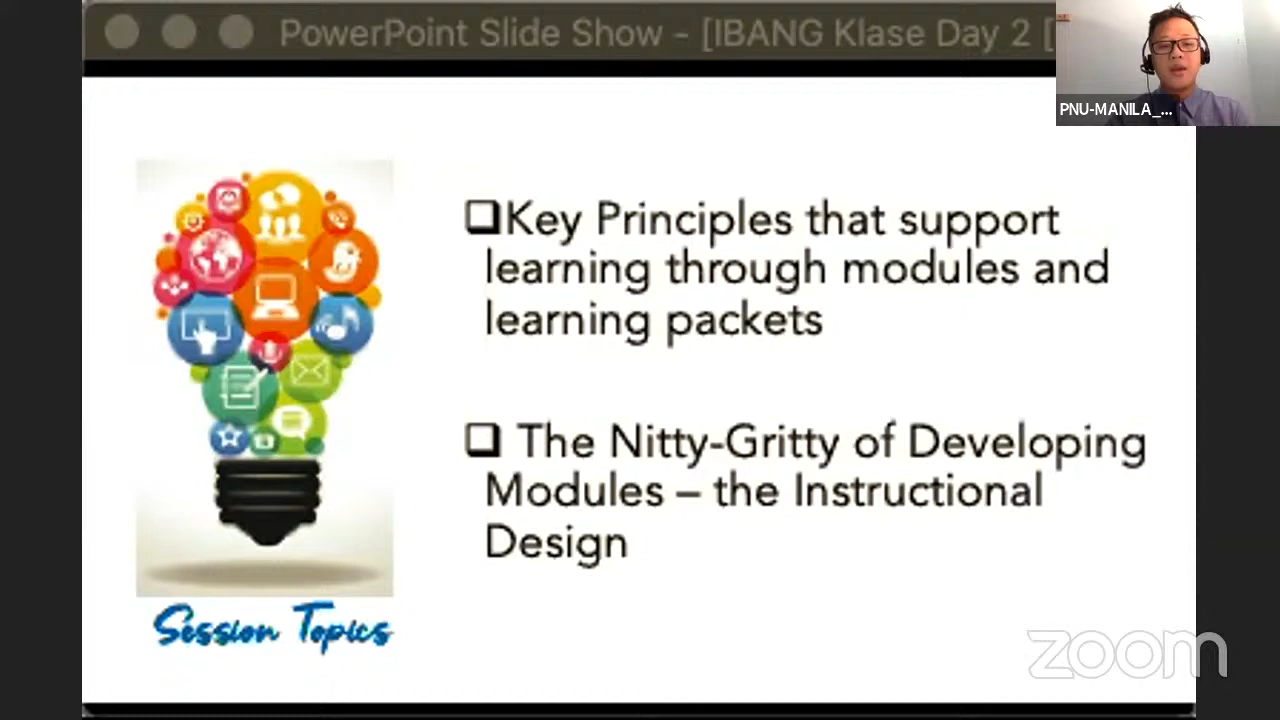 PowerPoint Slide Show - [IBANG Klase Day 2 [
PNU-MANILA_...
❑Key Principles that support
learning through modules and
learning packets
❑ The Nitty-Gritty of Developing
Modules – the Instructional
Design
Session Topics
zoom